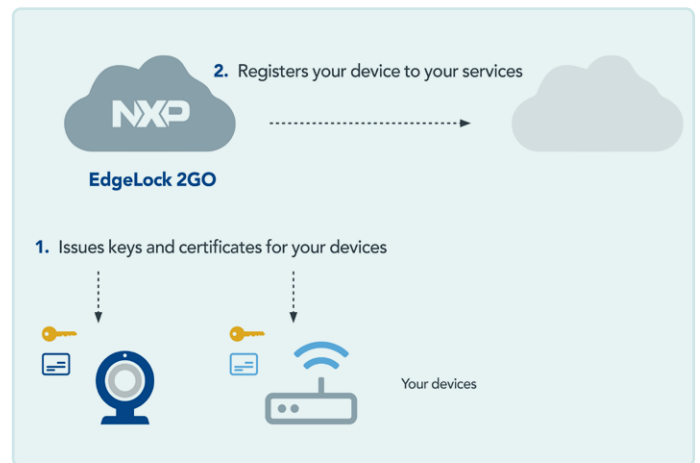 2. Registers your device to your services
NXP
EdgeLock 2GO
1. Issues keys and certificates for your devices
Your devices